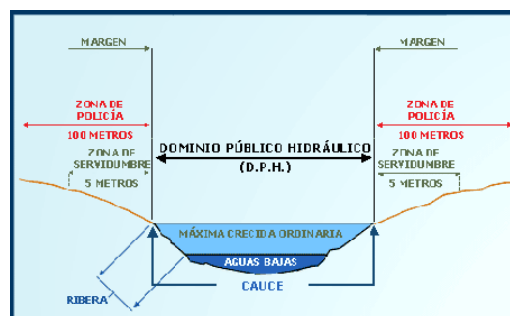 MARGEN
MARGEN
ZONA DE
POLICÍA
100 METROS
ZONA DE
POLICÍA
100 METROS
DOMINIO PÚBLICO HIDRÁULICO
(D.P.H.)
ZONA DE
SERVIDUMBRE
5 METROS
ZONA DE
SERVIDUMBRE
5 METROS
MÁXIMA CRECIDA ORDINARIA
AGUAS BAJAS
CAUCE
RIBERA